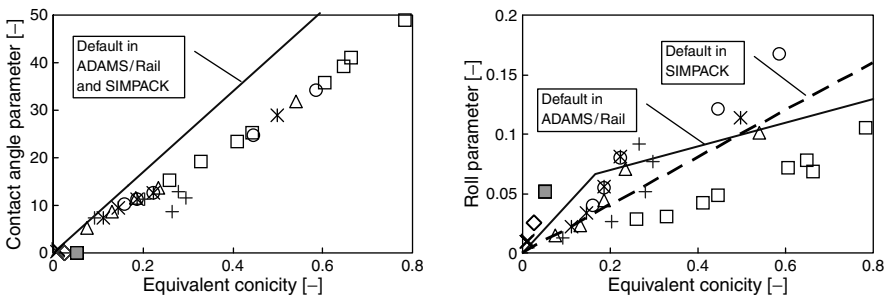 Contact angle parameter [–]
50
40
30
20
10
0
0
0.2
0.4
0.6
0.8
Equivalent conicity [–]
Default in
ADAMS/Rail
and SIMPACK
Roll parameter [–]
0.2
0.15
0.1
0.05
0
0
0.2
0.4
0.6
0.8
Equivalent conicity [–]
Default in
SIMPACK
Default in
ADAMS/Rail